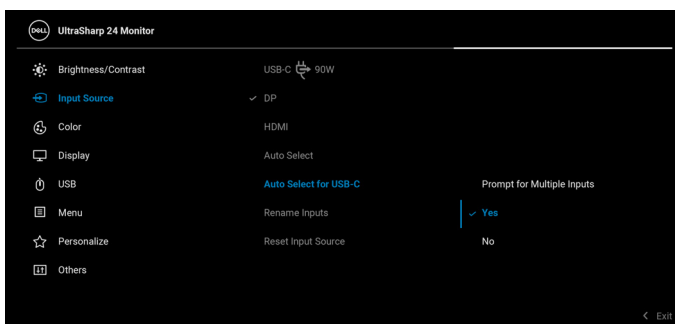 DELL
UltraSharp 24 Monitor
Brightness/Contrast
Input Source
Color
Display
USB
Menu
Personalize
Others
USB-C 90W
DP
HDMI
Auto Select
Auto Select for USB-C
Rename Inputs
Reset Input Source
Prompt for Multiple Inputs
Yes
No
Exit